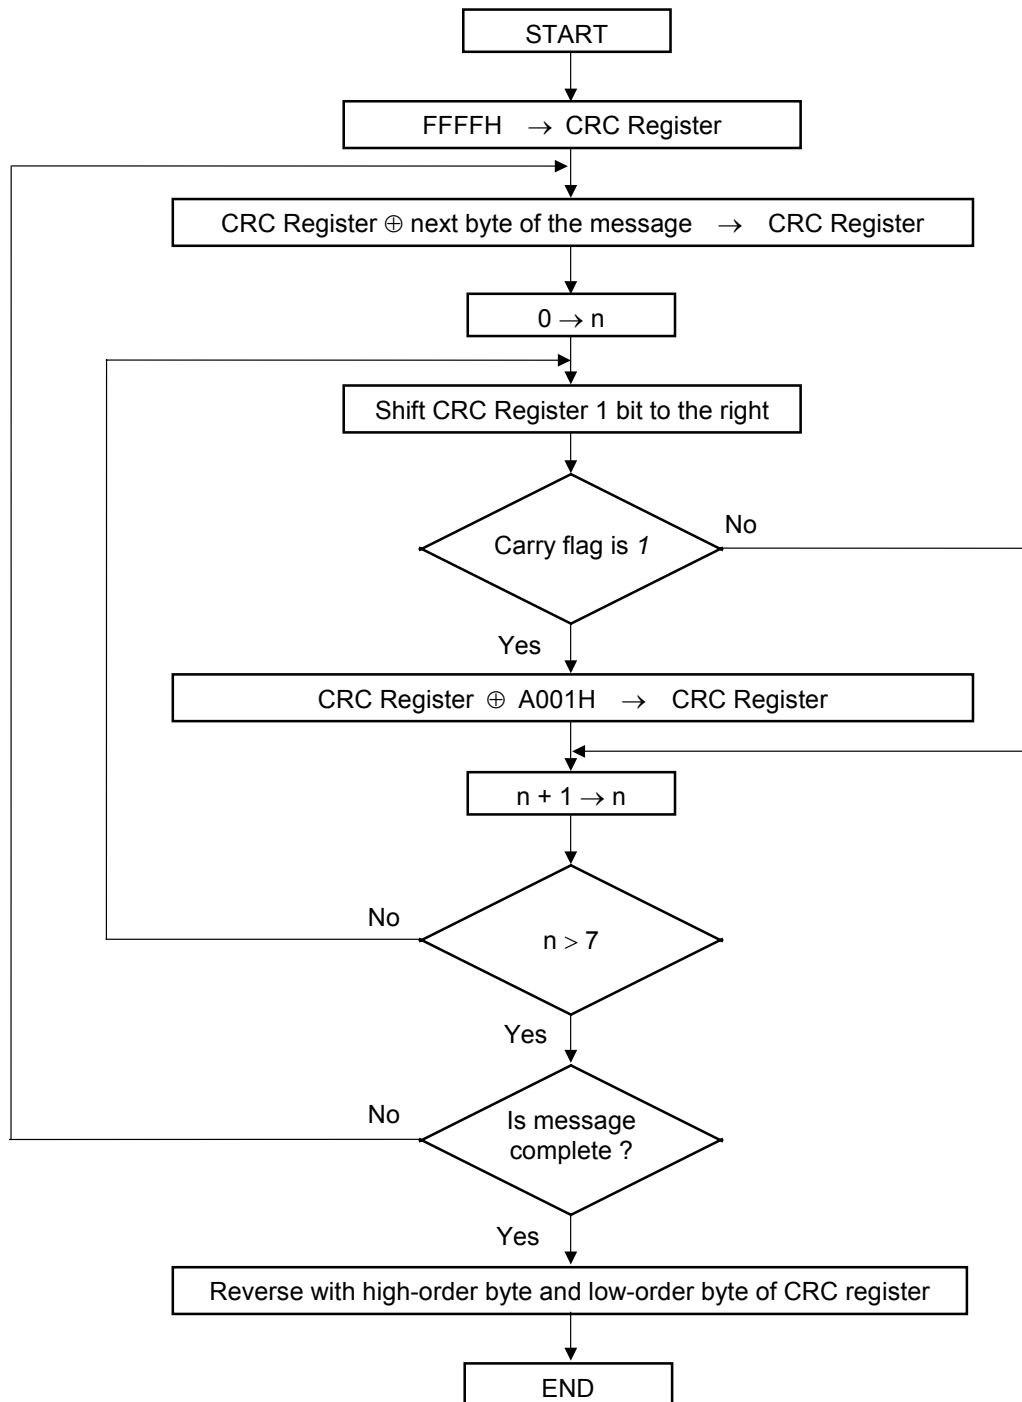 START
FFFFH → CRC Register
CRC Register ⊕ next byte of the message → CRC Register
0 → n
Shift CRC Register 1 bit to the right
Carry flag is 1
No
Yes
CRC Register ⊕ A001H → CRC Register
n + 1 → n
No
n > 7
Yes
No
Is message
complete ?
Yes
Reverse with high-order byte and low-order byte of CRC register
END